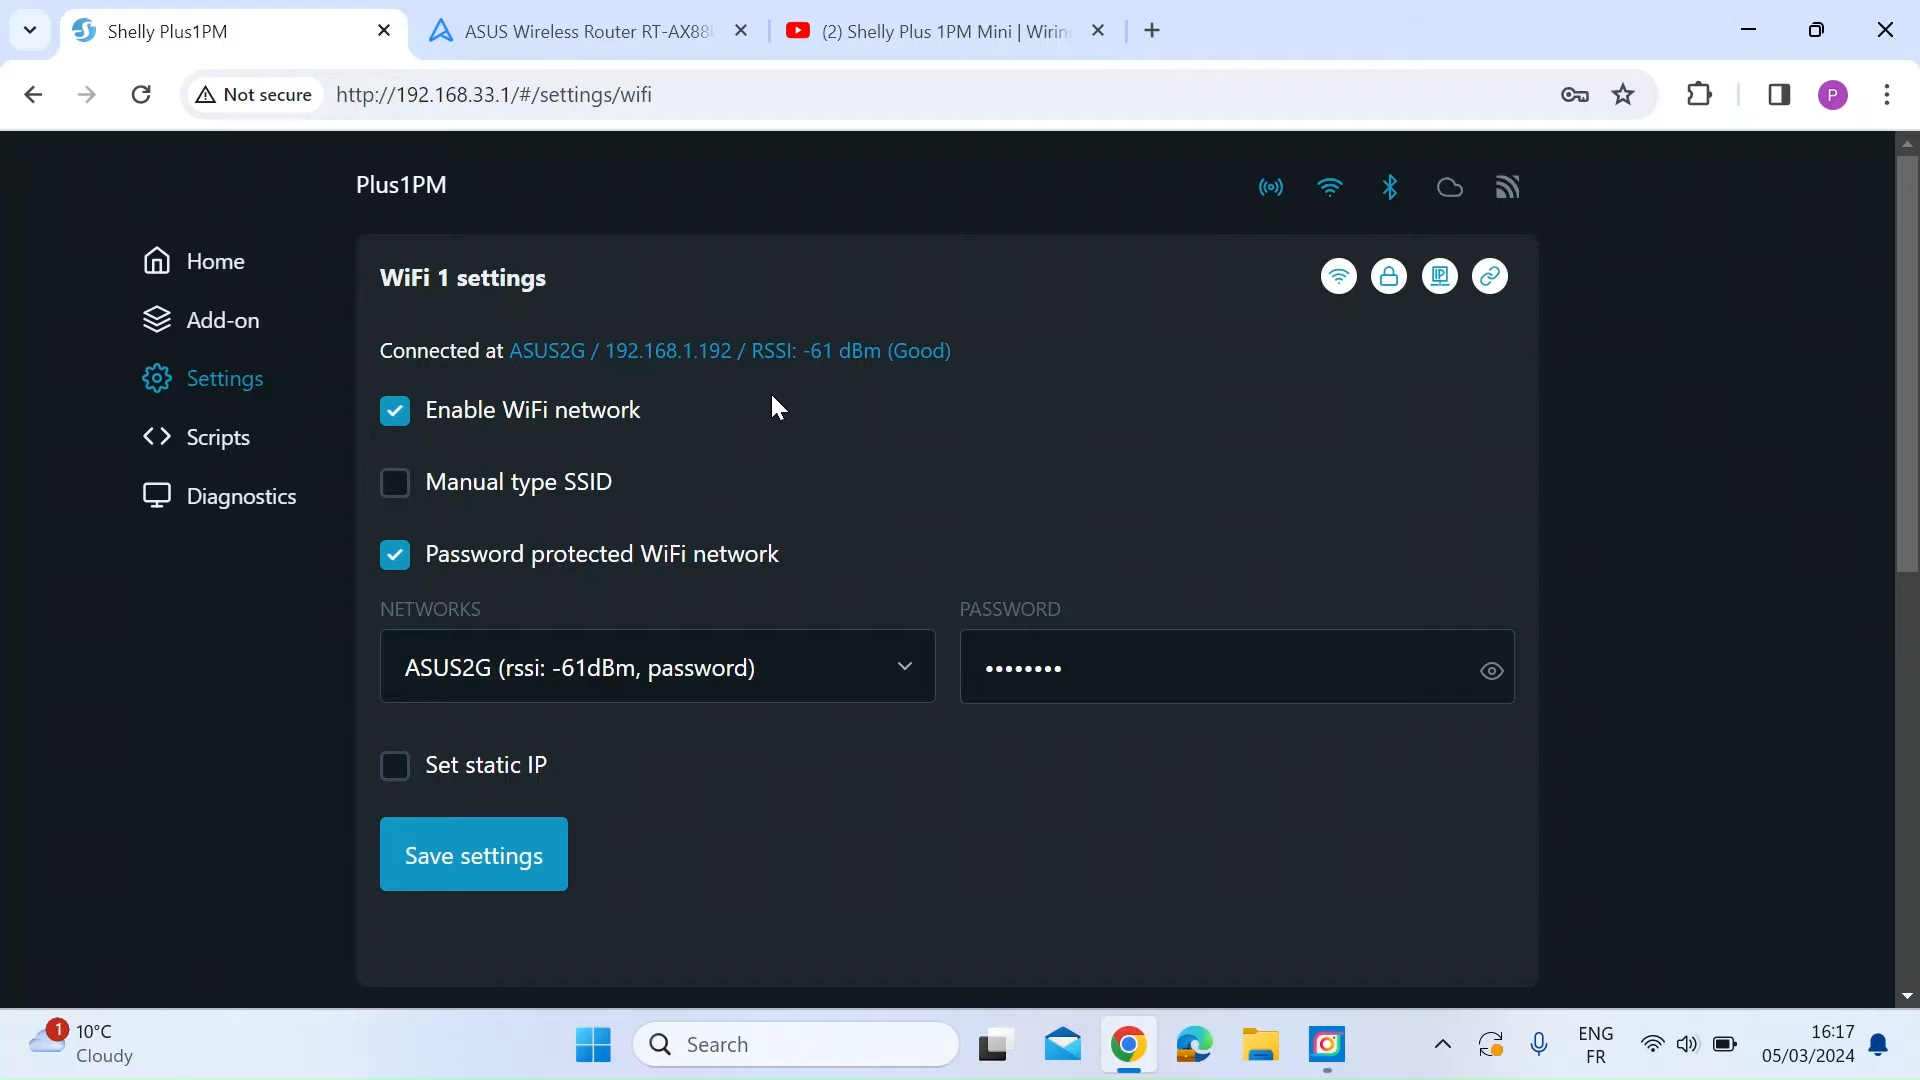 Shelly Plus1PM
ASUS Wireless Router RT-AX88
(2) Shelly Plus 1PM Mini | Wirin
Not secure
http://192.168.33.1/#/settings/wifi
P
Plus1PM
Home
Add-on
Settings
Scripts
Diagnostics
WiFi 1 settings
IP
Connected at ASUS2G / 192.168.1.192 / RSSI: -61 dBm (Good)
Enable WiFi network
Manual type SSID
Password protected WiFi network
NETWORKS
PASSWORD
ASUS2G (rssi: -61dBm, password)
••••••••
Set static IP
Save settings
1
10°C
Cloudy
Search
ENG
FR
16:17
05/03/2024